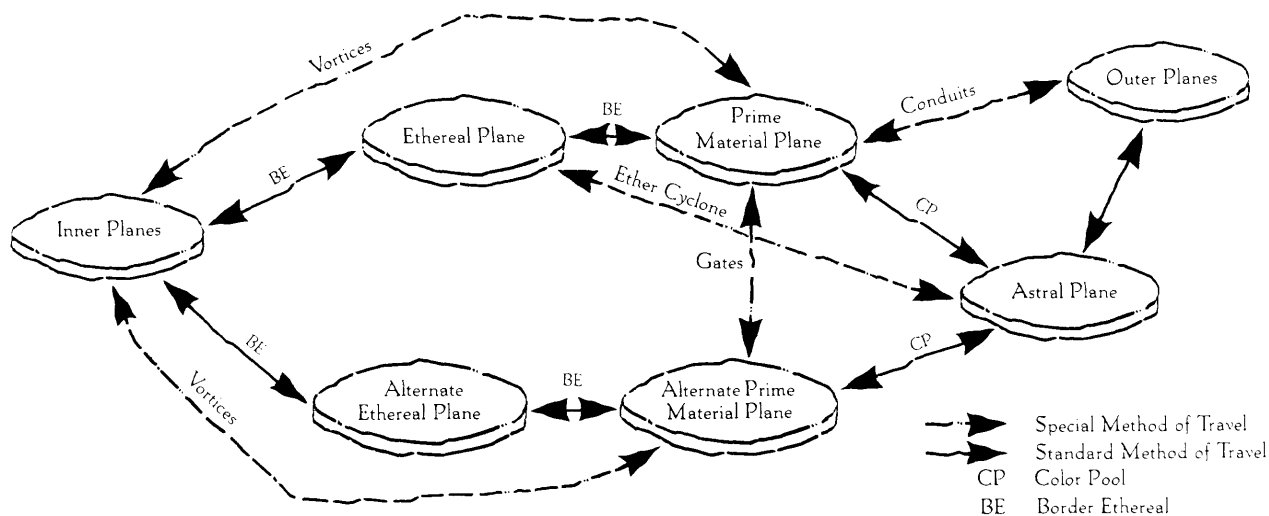 Vortices
Outer Planes
Conduits
BE
Prime
Material Plane
Ethereal Plane
BE
Ether Cyclone
CP
Inner Planes
Gates
Astral Plane
BE
CP
Vortices
BE
Alternate
Ethereal Plane
Alternate Prime
Material Plane
Special Method of Travel
Standard Method of Travel
CP Color Pool
BE Border Ethereal